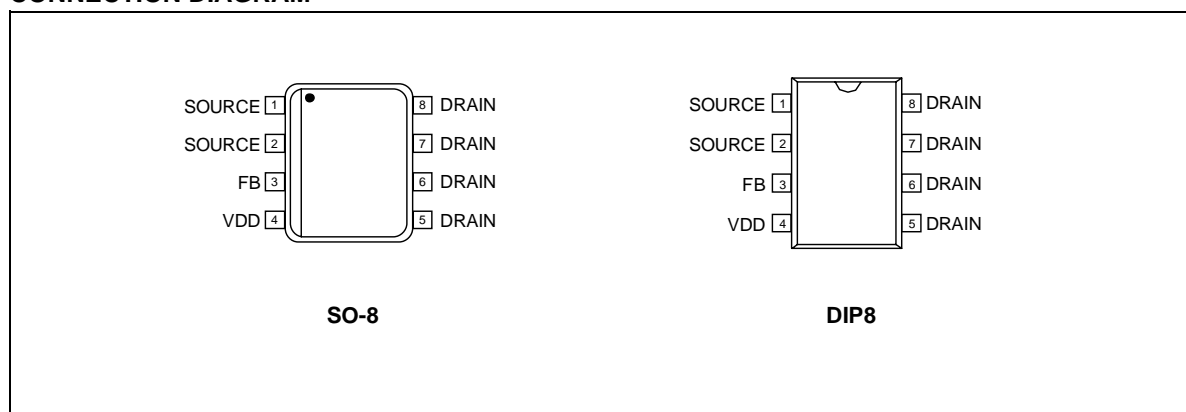 CONNECTION DIAGRAM
SOURCE 1
SOURCE 2
FB 3
VDD 4
8 DRAIN
7 DRAIN
6 DRAIN
5 DRAIN
SO-8
SOURCE 1
SOURCE 2
FB 3
VDD 4
8 DRAIN
7 DRAIN
6 DRAIN
5 DRAIN
DIP8